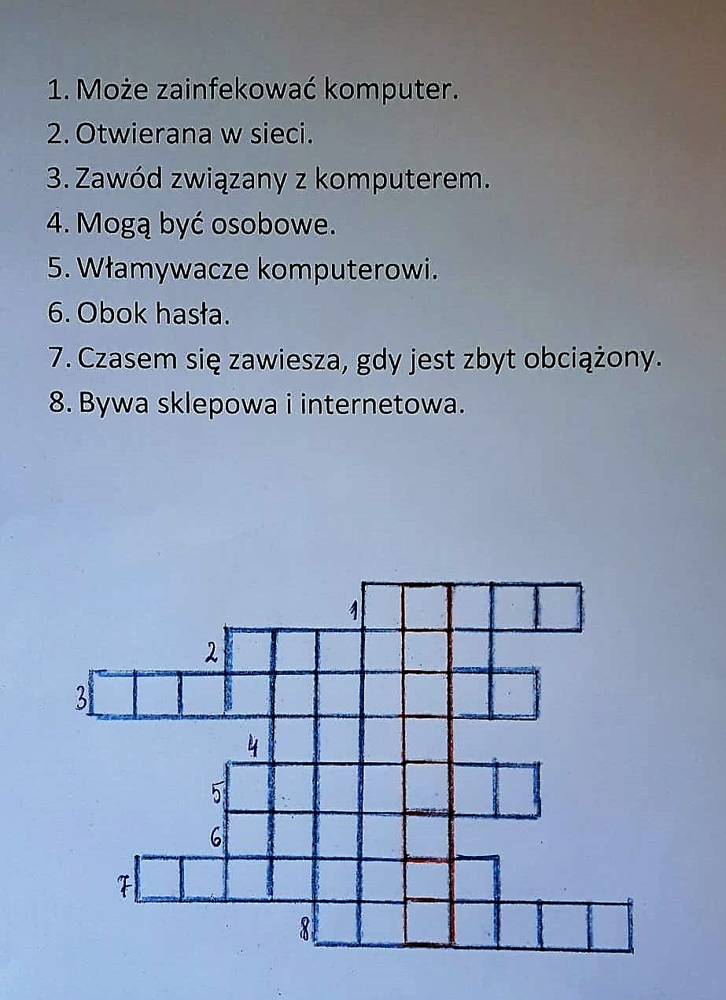 1. Może zainfekować komputer.
2. Otwierana w sieci.
3. Zawód związany z komputerem.
4. Mogą być osobowe.
5. Włamywacze komputerowi.
6. Obok hasła.
7. Czasem się zawiesza, gdy jest zbyt obciążony.
8. Bywa sklepowa i internetowa.
1
2
3
4
5
6
7
8